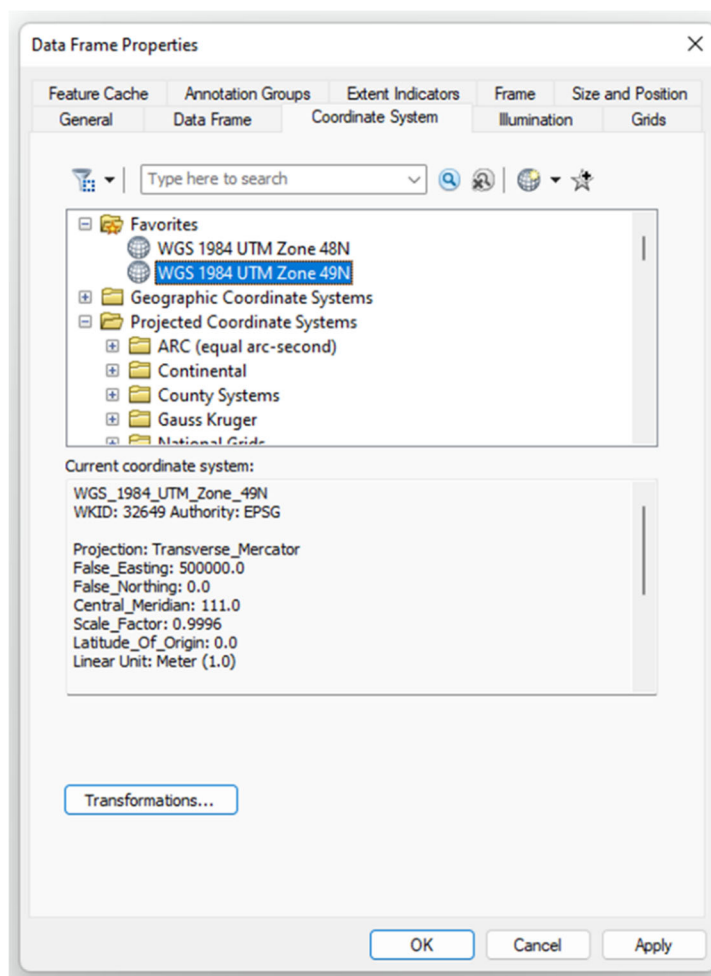 Data Frame Properties
Feature Cache Annotation Groups Extent Indicators Frame Size and Position
General Data Frame Coordinate System Illumination Grids
Type here to search
Favorites
WGS 1984 UTM Zone 48N
WGS 1984 UTM Zone 49N
Geographic Coordinate Systems
Projected Coordinate Systems
ARC (equal arc-second)
Continental
County Systems
Gauss Kruger
National Grids
Current coordinate system:
WGS_1984_UTM_Zone_49N
WKID: 32649 Authority: EPSG
Projection: Transverse_Mercator
False_Easting: 500000.0
False_Northing: 0.0
Central_Meridian: 111.0
Scale_Factor: 0.9996
Latitude_Of_Origin: 0.0
Linear Unit: Meter (1.0)
Transformations...
OK Cancel Apply